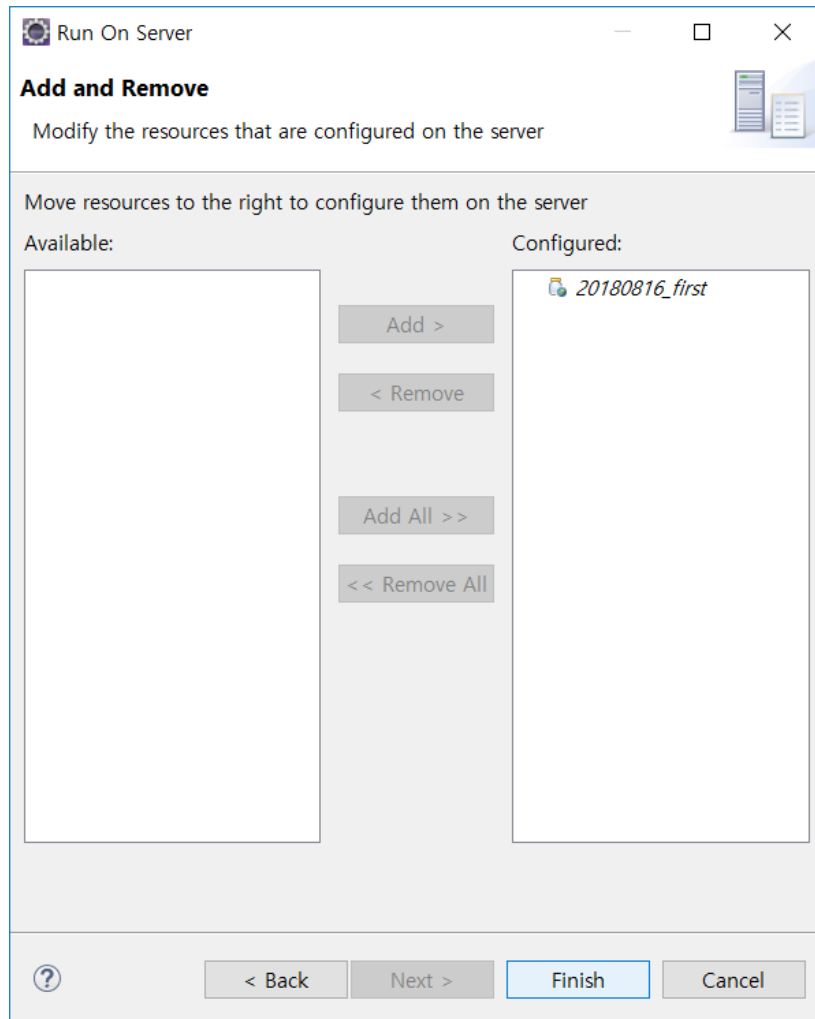 Run On Server
Add and Remove
Modify the resources that are configured on the server
Move resources to the right to configure them on the server
Available:
Configured:
20180816_first
Add >
< Remove
Add All >>
<< Remove All
?
< Back
Next >
Finish
Cancel